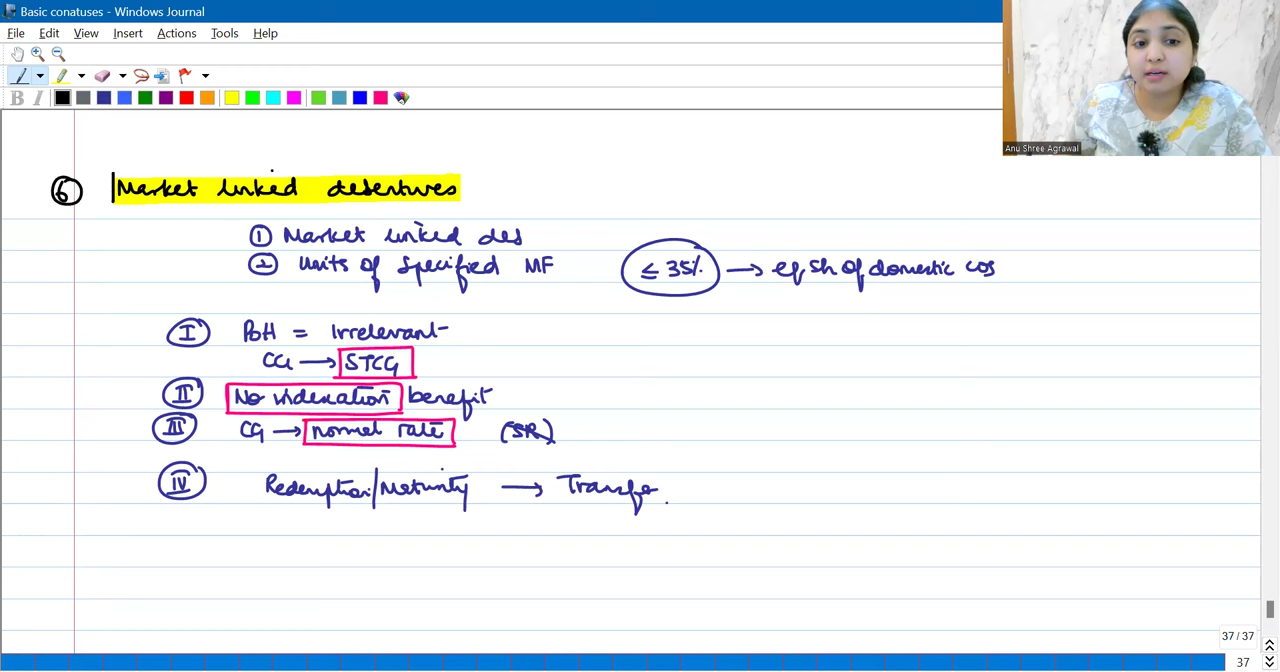 Basic conatuses - Windows Journal
File Edit View Insert Actions Tools Help
B I
Anu Shree Agrawal
6 Market linked debentures
1 Market linked deb
2 Units of Specified MF ≤ 35% → eq sh of domestic cos
I POH = Irrelevant
CG → STCG
II No indexation benefit
III CG → normal rate (SR)
IV Redemption/Maturity → Transfer
37 / 37
37